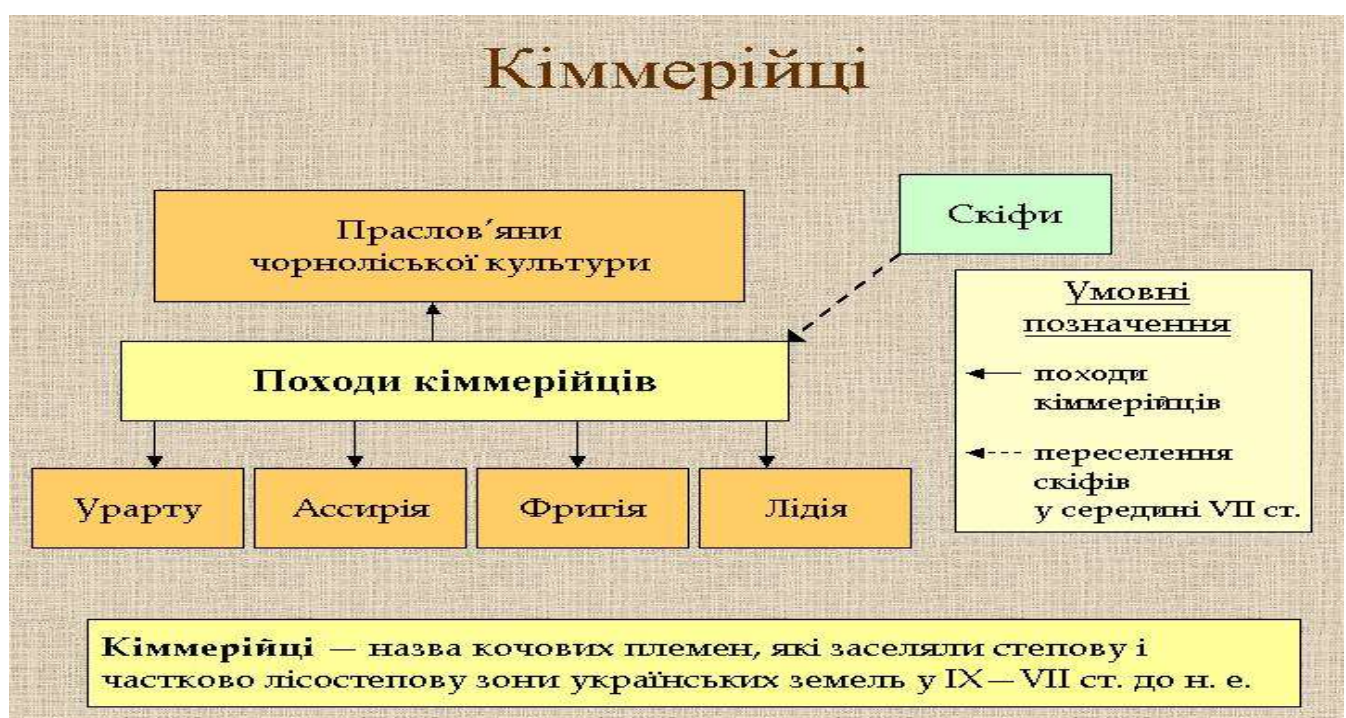 Кіммерійці
Праслов′яни
чорноліської культури
Скіфи
Походи кіммерійців
Урарту
Ассирія
Фригія
Лідія
Умовні
позначення
походи
кіммерійців
переселення
скіфів
у середині VII ст.
Кіммерійці — назва кочових племен, які заселяли степову і
частково лісостепову зони українських земель у IX—VII ст. до н. е.